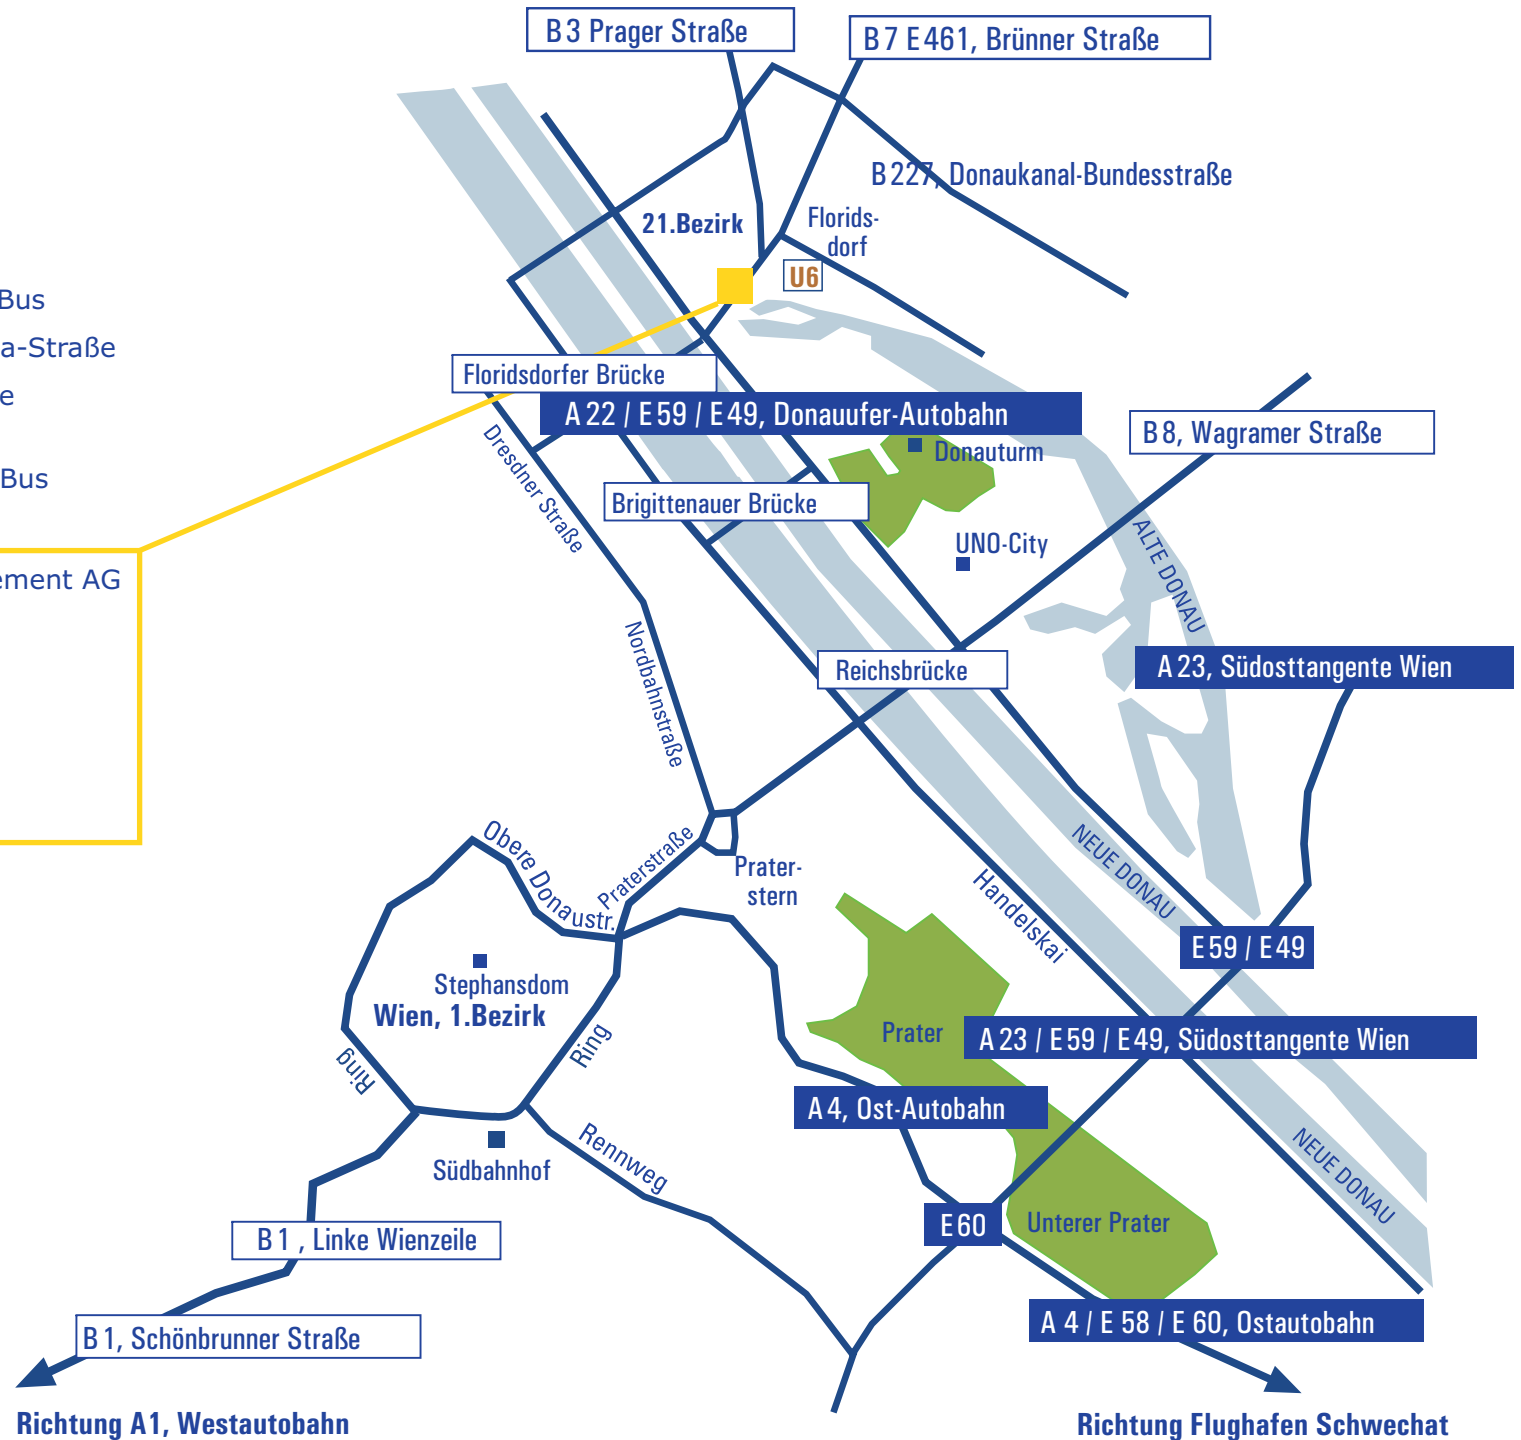 B 3 Prager Straße
B 7 E 461, Brünner Straße
B 227, Donaukanal-Bundesstraße
21.Bezirk
Florids-
dorf
U6
Bus
a-Straße
e
Bus
ement AG
Floridsdorfer Brücke
A 22 / E 59 / E 49, Donauufer-Autobahn
B 8, Wagramer Straße
Donauturm
Dresdner Straße
Brigittenauer Brücke
UNO-City
ALTE DONAU
Nordbahnstraße
Reichsbrücke
A 23, Südosttangente Wien
Obere Donaustr.
Praterstraße
Prater-
stern
NEUE DONAU
Handelskai
E 59 / E 49
Stephansdom
Wien, 1.Bezirk
Ring
Ring
Prater
A 23 / E 59 / E 49, Südosttangente Wien
A 4, Ost-Autobahn
Südbahnhof
Rennweg
NEUE DONAU
E 60
Unterer Prater
B 1 , Linke Wienzeile
B 1, Schönbrunner Straße
A 4 / E 58 / E 60, Ostautobahn
Richtung A1, Westautobahn
Richtung Flughafen Schwechat